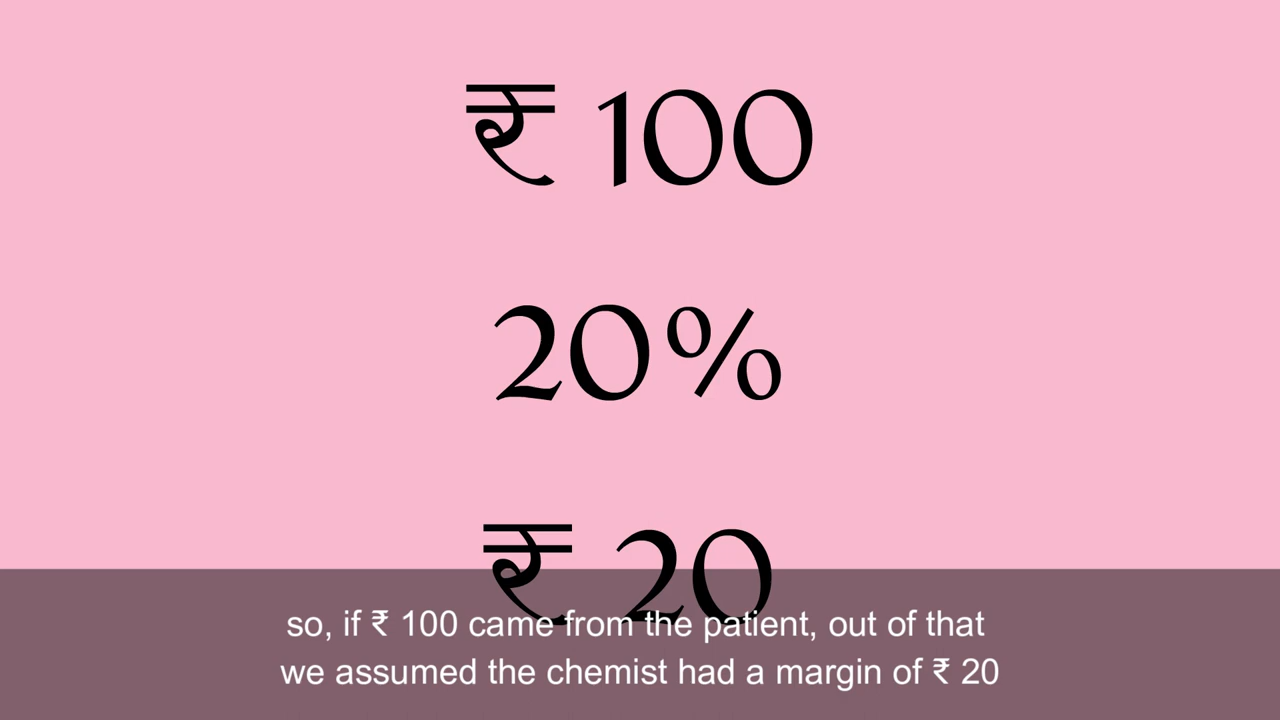 ₹ 100
20%
₹ 20
so, if ₹ 100 came from the patient, out of that
we assumed the chemist had a margin of ₹ 20